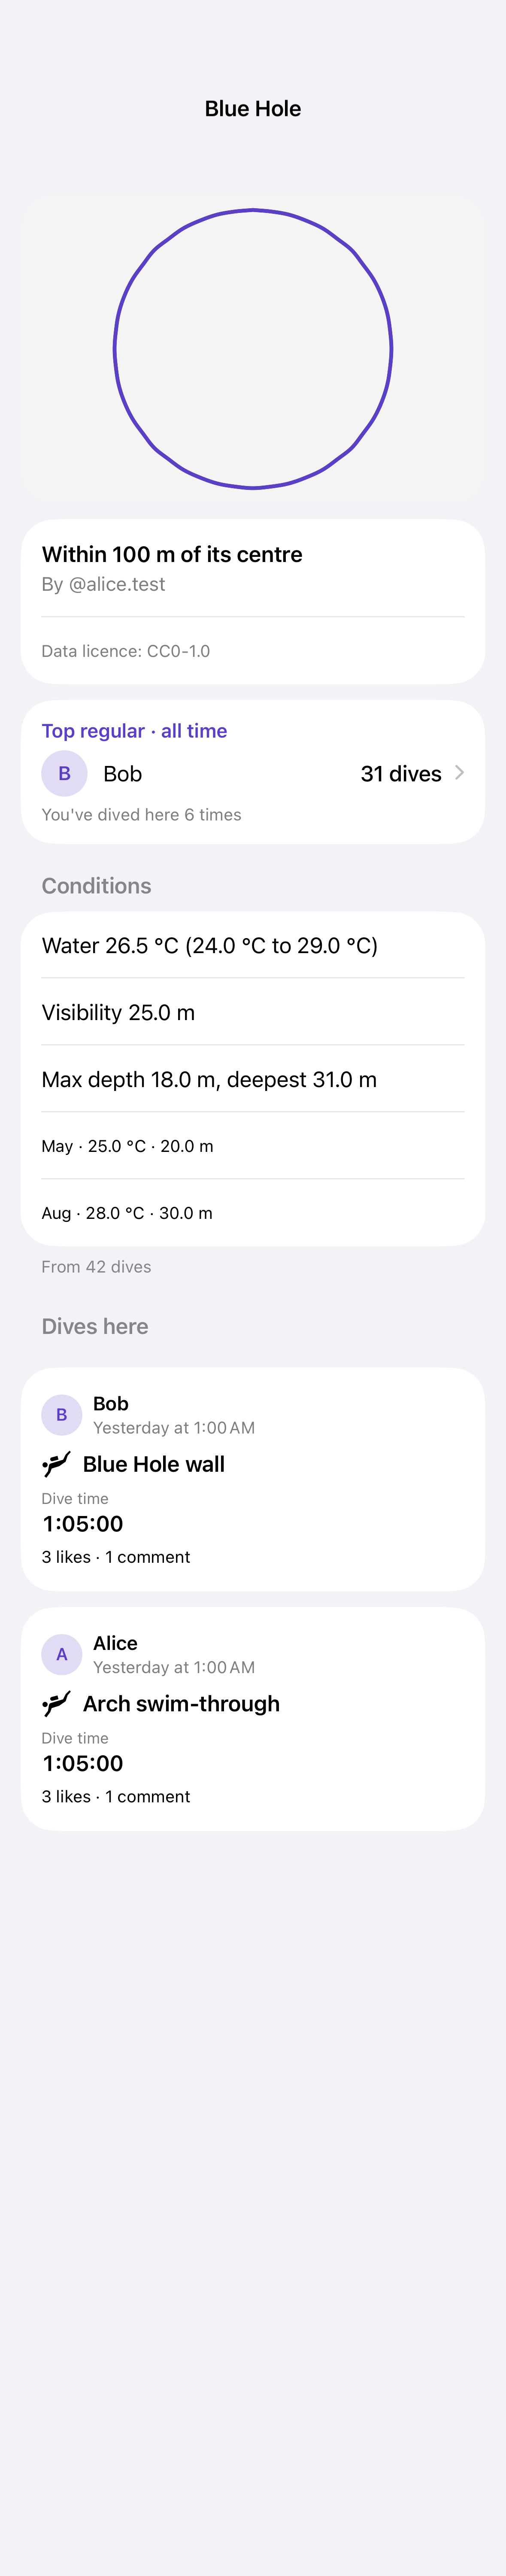 Blue Hole
Within 100 m of its centre
By @alice.test
Data licence: CC0-1.0
Top regular · all time
B
Bob
31 dives
You've dived here 6 times
Conditions
Water 26.5 °C (24.0 °C to 29.0 °C)
Visibility 25.0 m
Max depth 18.0 m, deepest 31.0 m
May · 25.0 °C · 20.0 m
Aug · 28.0 °C · 30.0 m
From 42 dives
Dives here
B
Bob
Yesterday at 1:00 AM
Blue Hole wall
Dive time
1:05:00
3 likes · 1 comment
A
Alice
Yesterday at 1:00 AM
Arch swim-through
Dive time
1:05:00
3 likes · 1 comment